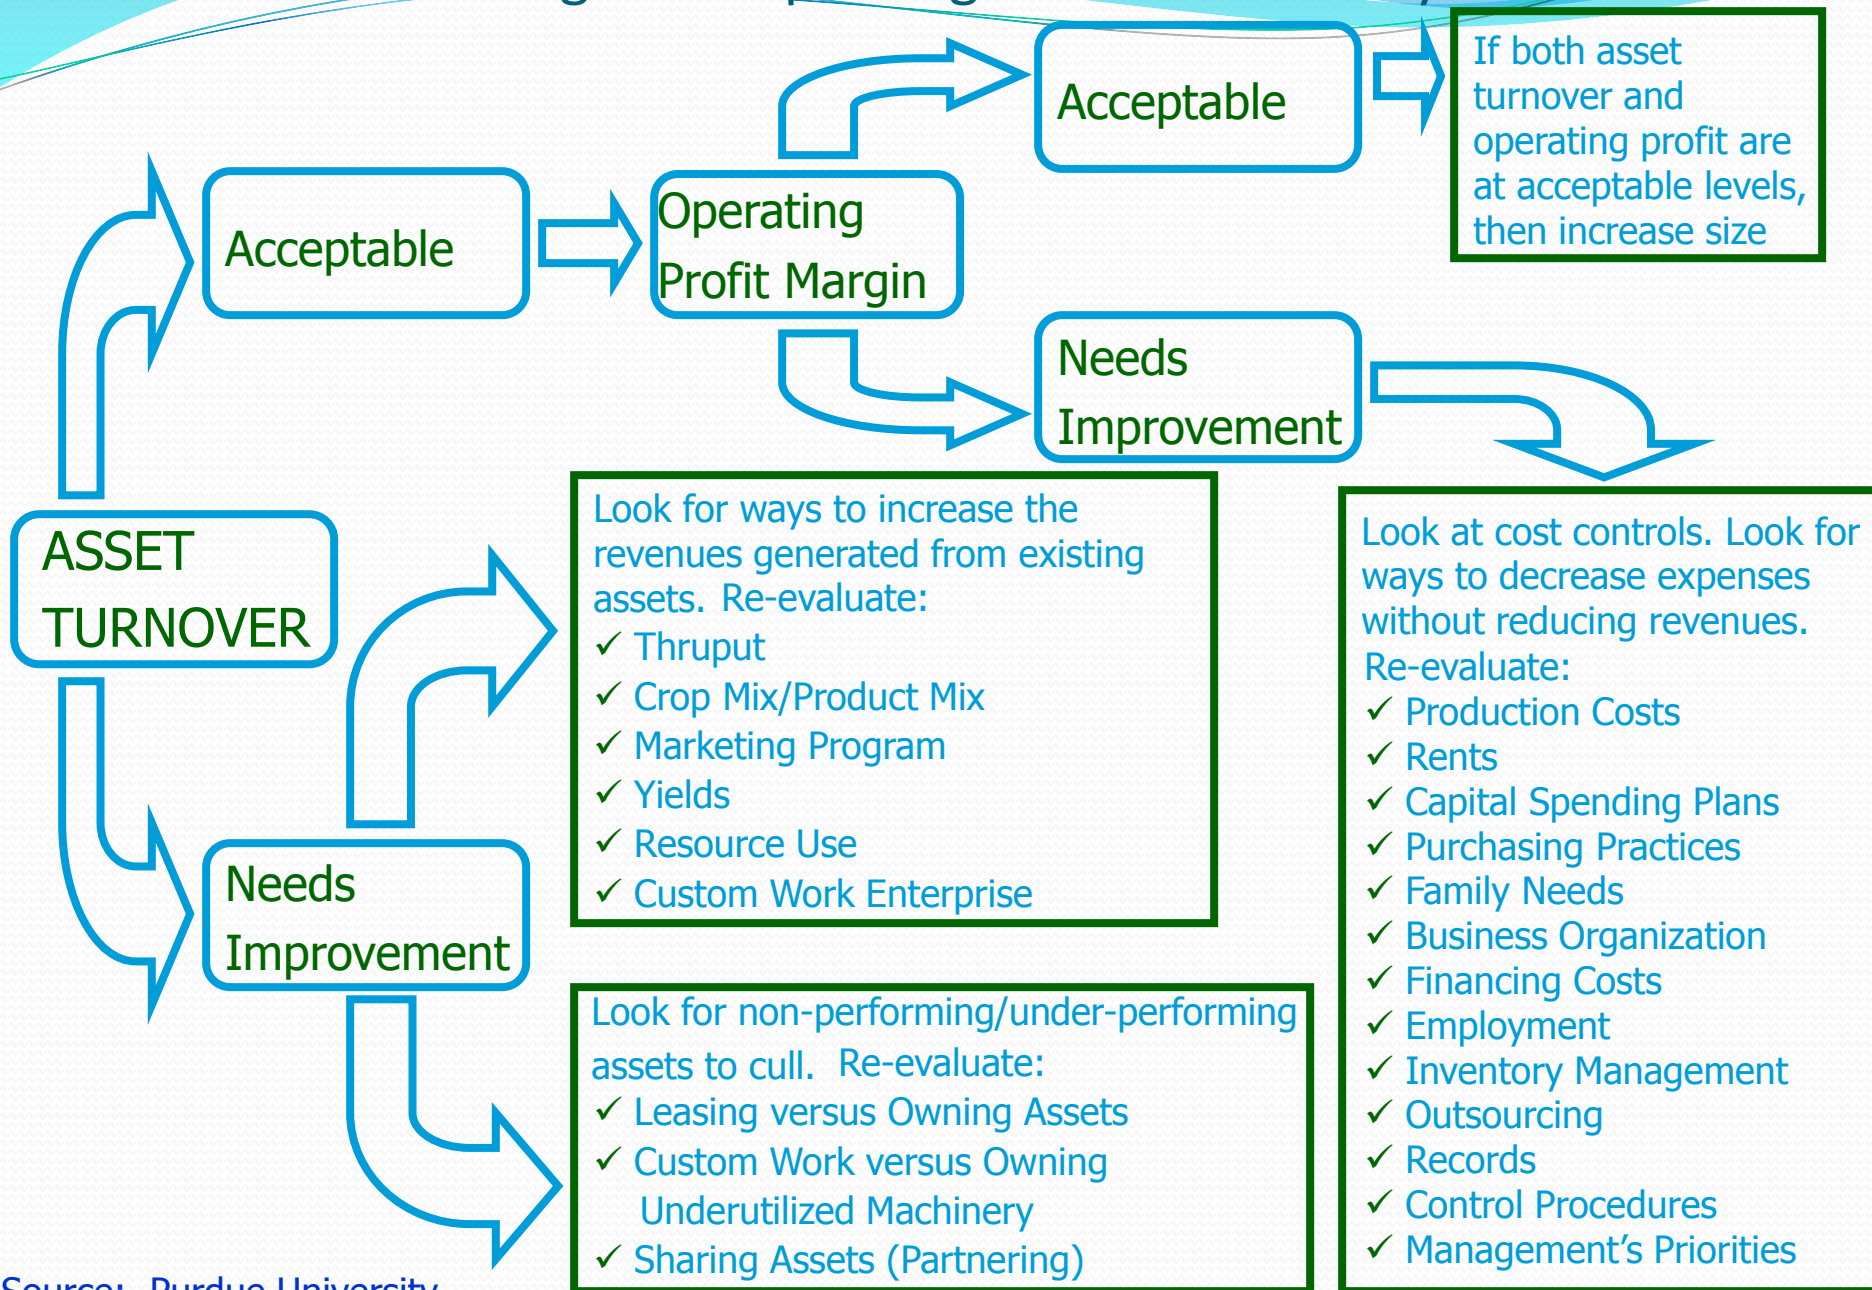 Acceptable
If both asset
turnover and
operating profit are
at acceptable levels,
then increase size
Acceptable
Operating
Profit Margin
Needs
Improvement
ASSET
TURNOVER
Look for ways to increase the
revenues generated from existing
assets. Re-evaluate:
✓ Thruput
✓ Crop Mix/Product Mix
✓ Marketing Program
✓ Yields
✓ Resource Use
✓ Custom Work Enterprise
Look at cost controls. Look for
ways to decrease expenses
without reducing revenues.
Re-evaluate:
✓ Production Costs
✓ Rents
✓ Capital Spending Plans
✓ Purchasing Practices
✓ Family Needs
✓ Business Organization
✓ Financing Costs
✓ Employment
✓ Inventory Management
✓ Outsourcing
✓ Records
✓ Control Procedures
✓ Management's Priorities
Needs
Improvement
Look for non-performing/under-performing
assets to cull. Re-evaluate:
✓ Leasing versus Owning Assets
✓ Custom Work versus Owning
Underutilized Machinery
✓ Sharing Assets (Partnering)
Source: Purdue University